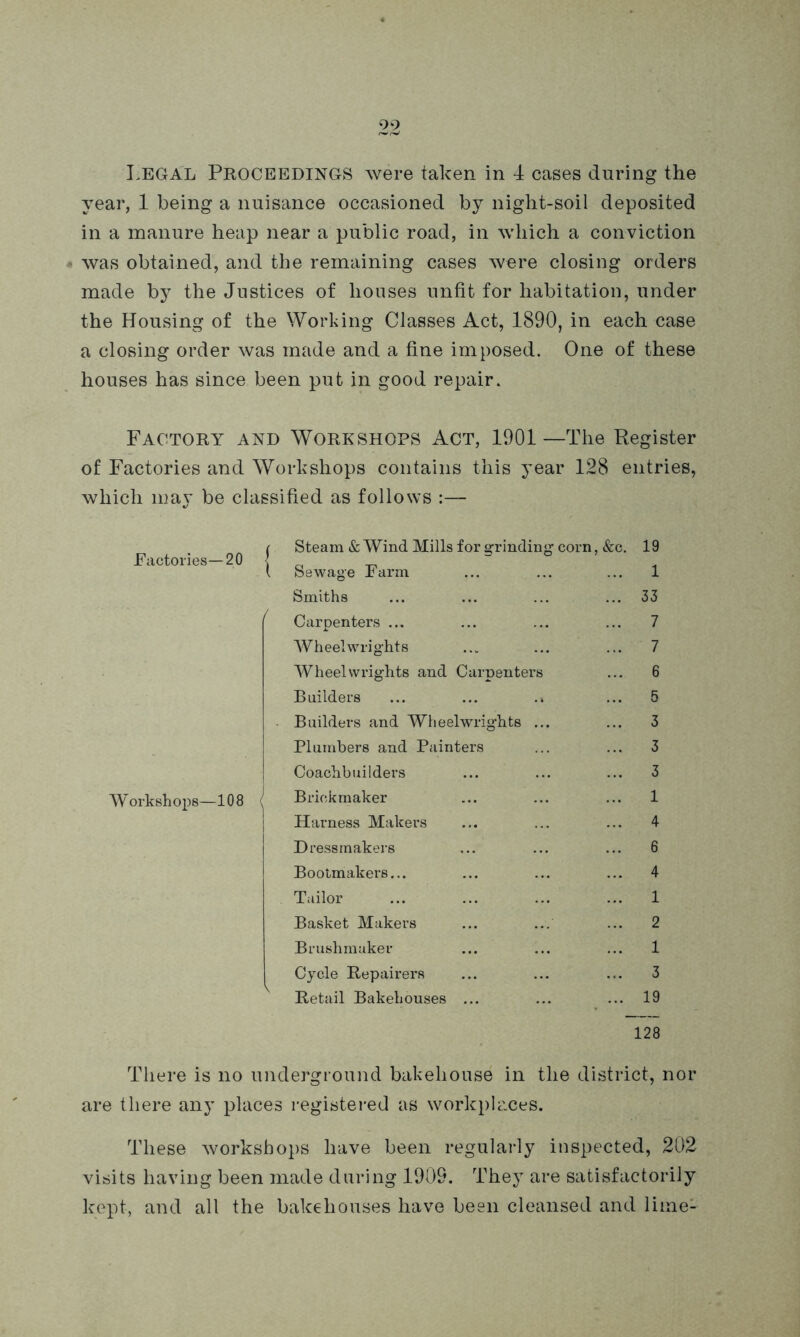 22
LEGAL PROCEEDINGS were taken in 4 cases during the
year, 1 being a nuisance occasioned by night-soil deposited
in a manure heap near a public road, in which a conviction
was obtained, and the remaining cases were closing orders
made by the Justices of houses unfit for habitation, under
the Housing of the Working Classes Act, 1890, in each case
a closing order was made and a fine imposed. One of these
houses has since been put in good repair.
FACTORY AND WORKSHOPS ACT, 1901—The Register
of Factories and Workshops contains this year 128 entries,
which may be classified as follows :—
Factories—20 { Steam & Wind Mills for grinding corn, &c. 19
Sewage Farm ... ... ... 1
Smiths ... ... ... ... 33
Carpenters ... ... ... ... 7
Wheelwrights ... ... ... 7
Wheelwrights and Carpenters ... 6
Builders ... ... ... ... 5
Builders and Wheelwrights ... ... 3
Plumbers and Painters ... ... 3
Coachbuilders ... ... ... 3
Workshops—108 { Brickmaker ... ... ... 1
Harness Makers ... ... ... 4
Dressmakers ... ... ... 6
Bootmakers... ... ... ... 4
Tailor ... ... ... ... 1
Basket Makers ... ... ... 2
Brushmaker ... ... ... 1
Cycle Repairers ... ... ... 3
Retail Bakehouses ... ... ... 19
128
There is no underground bakehouse in the district, nor
are there any places registered as workplaces.
These workshops have been regularly inspected, 202
visits having been made during 1909. They are satisfactorily
kept, and all the bakehouses have been cleansed and lime-